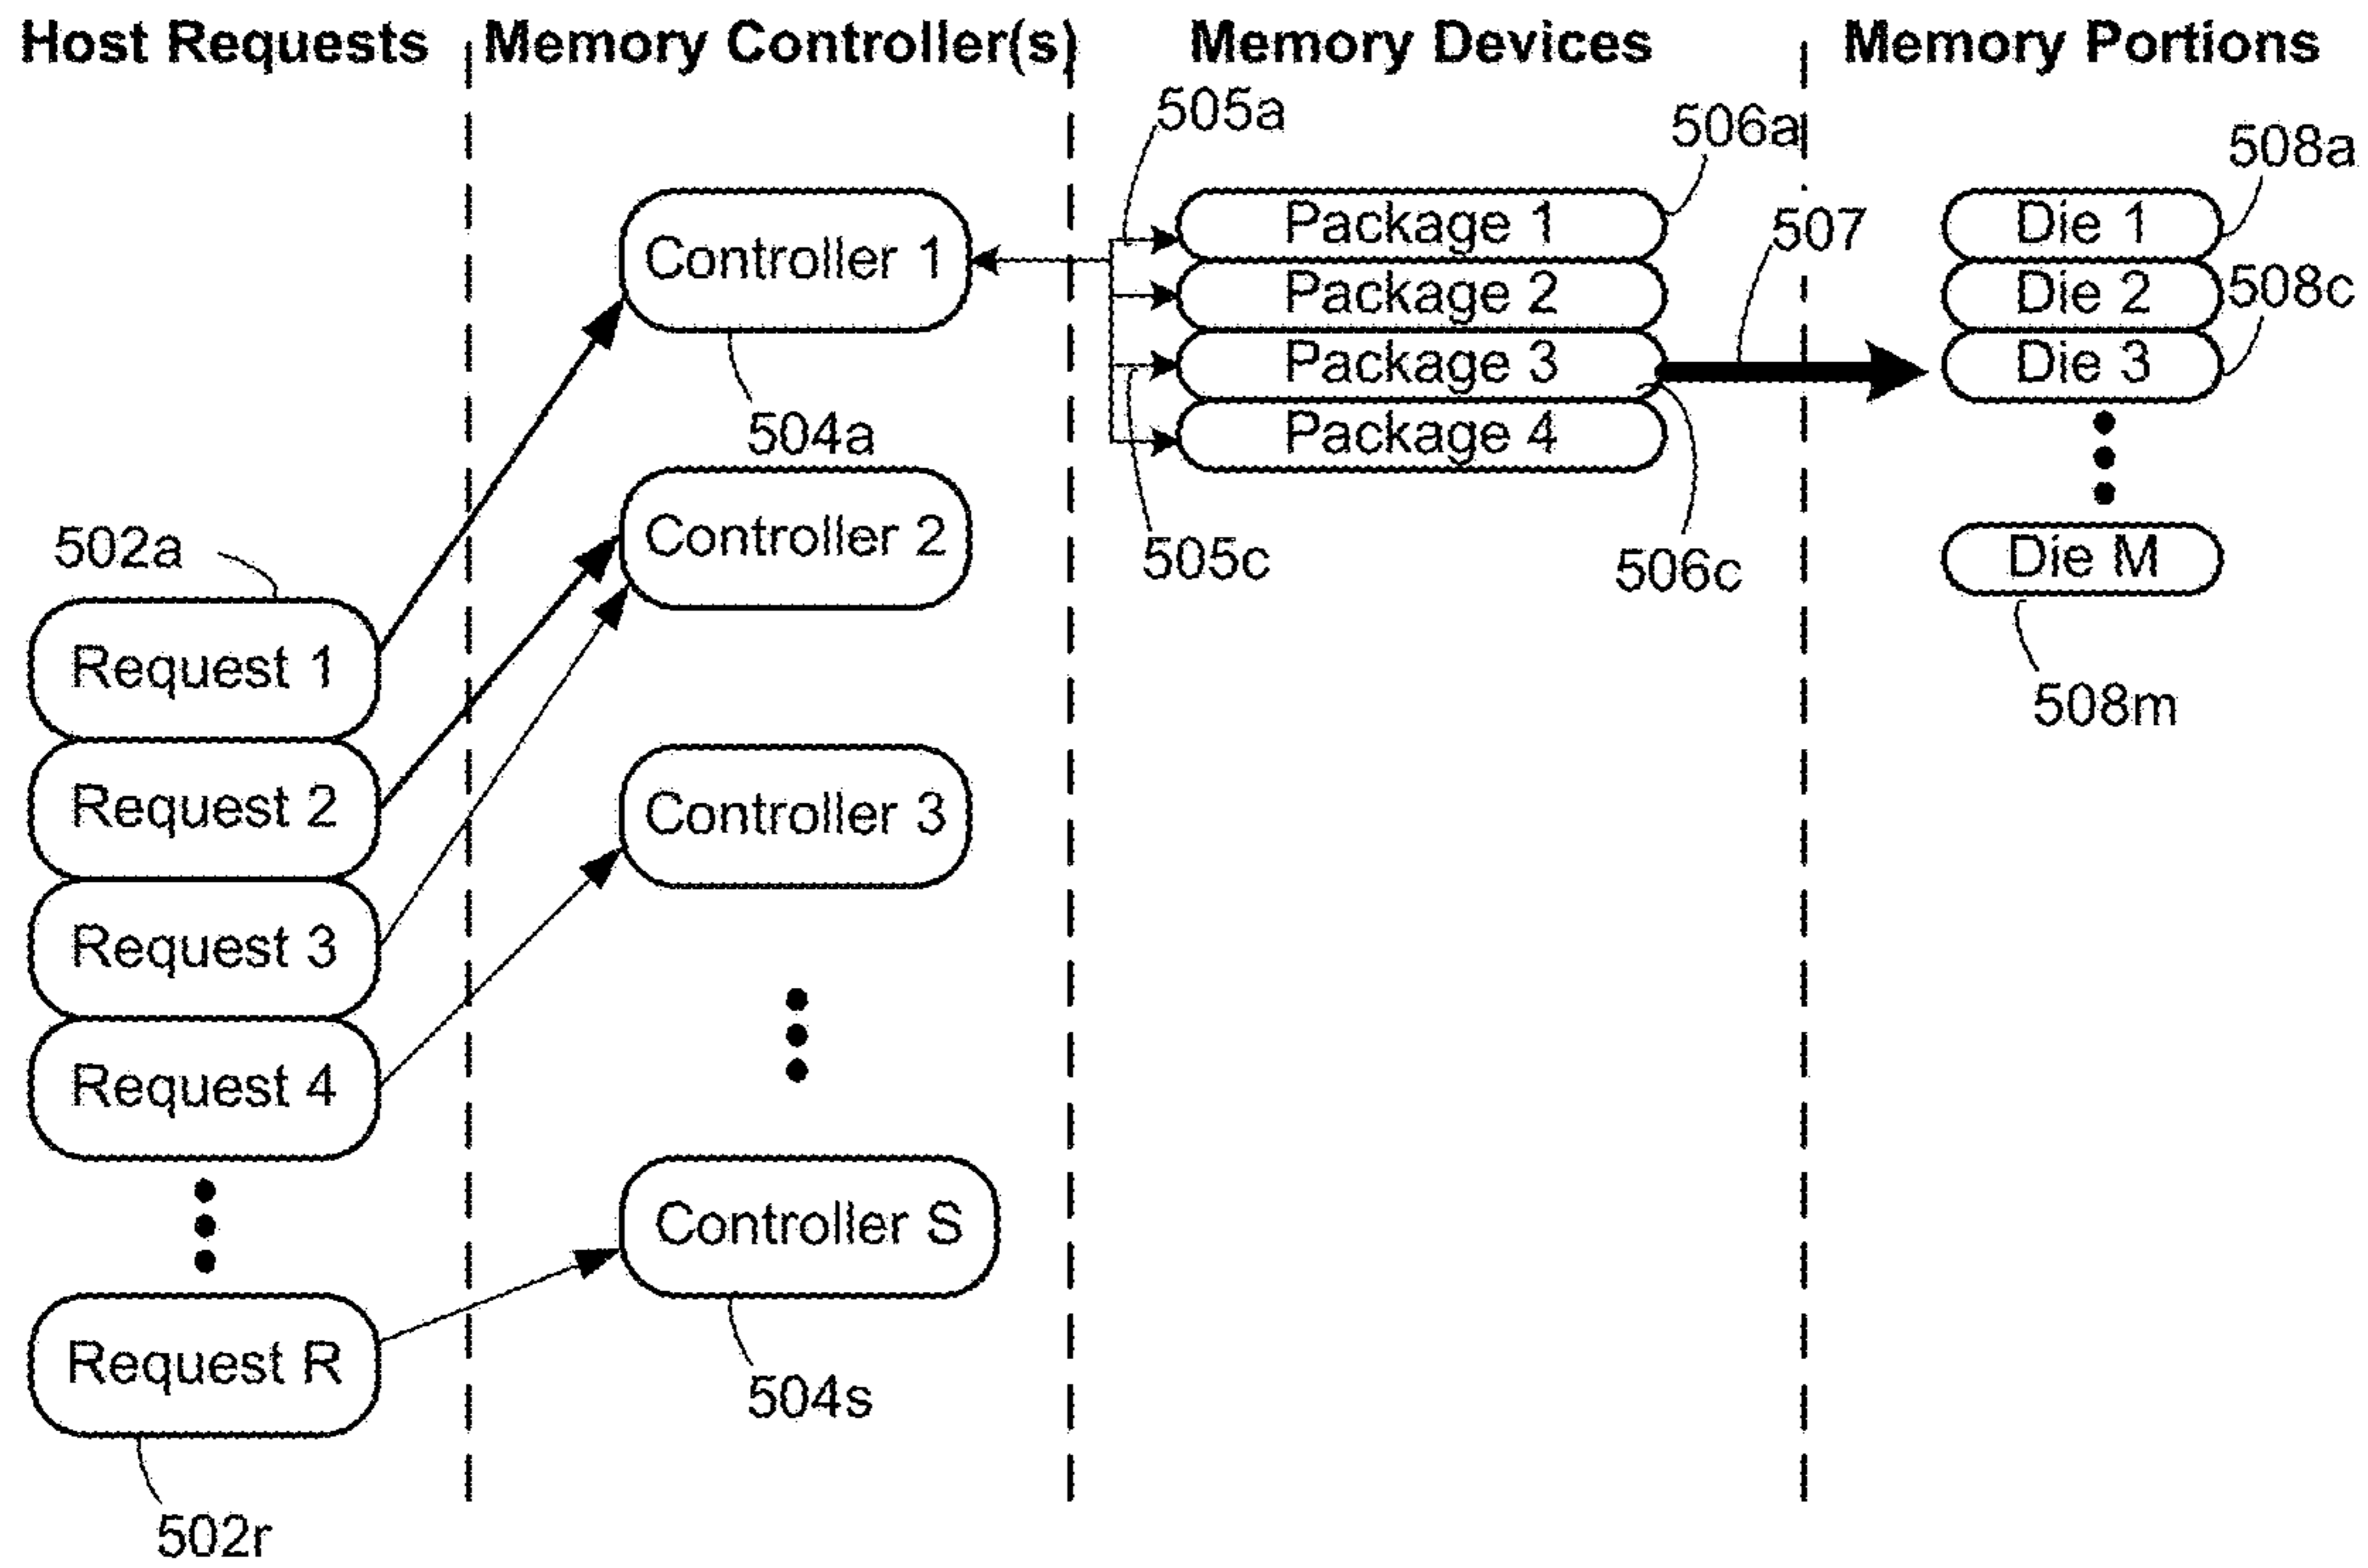 Host Requests
Memory Controller(s)
Memory Devices
Memory Portions
505a
506a
508a
507
508c
Controller 1
504a
Package 1
Package 2
Package 3
Package 4
505c
506c
Die 1
Die 2
Die 3
Die M
508m
Controller 2
502a
Request 1
Request 2
Request 3
Request 4
Controller 3
Controller S
504s
Request R
502r